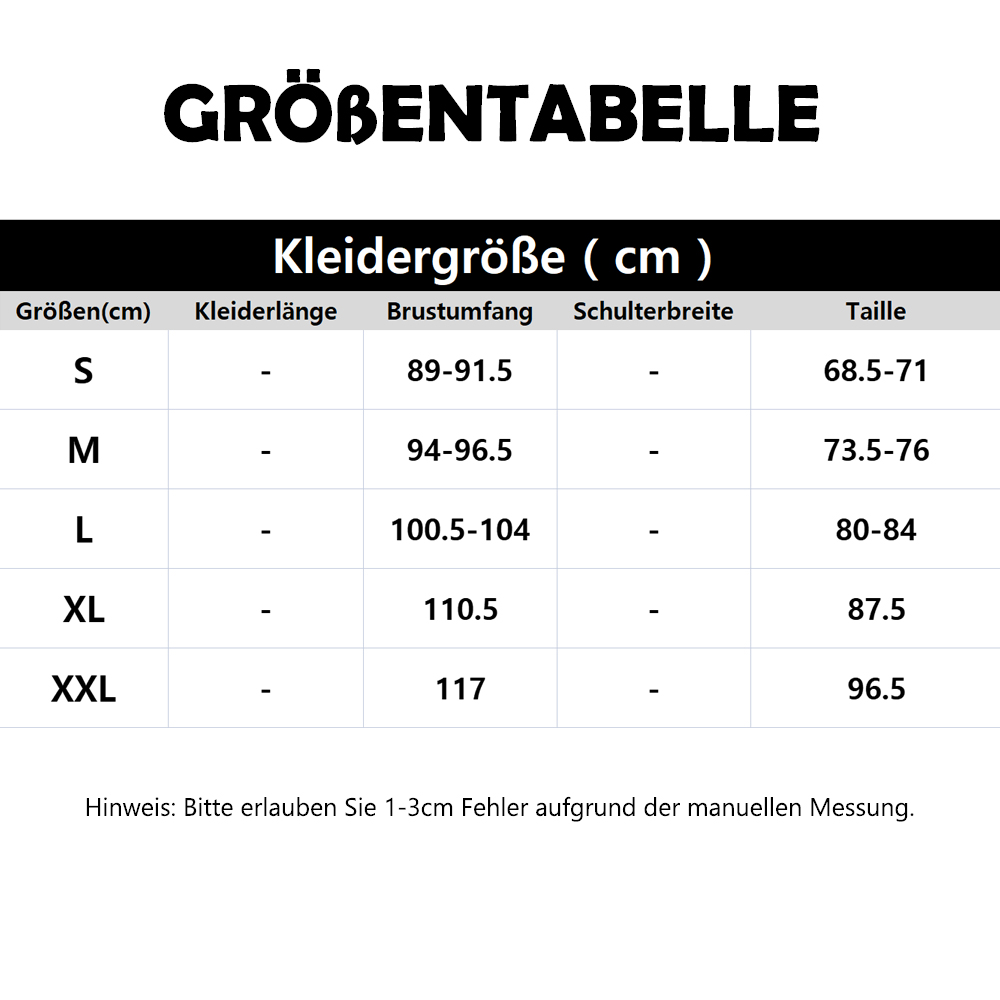 GRÖßENTABELLE
Kleidergröße ( cm )
Größen(cm) Kleiderlänge Brustumfang Schulterbreite Taille
S - 89-91.5 - 68.5-71
M - 94-96.5 - 73.5-76
L - 100.5-104 - 80-84
XL - 110.5 - 87.5
XXL - 117 - 96.5
Hinweis: Bitte erlauben Sie 1-3cm Fehler aufgrund der manuellen Messung.